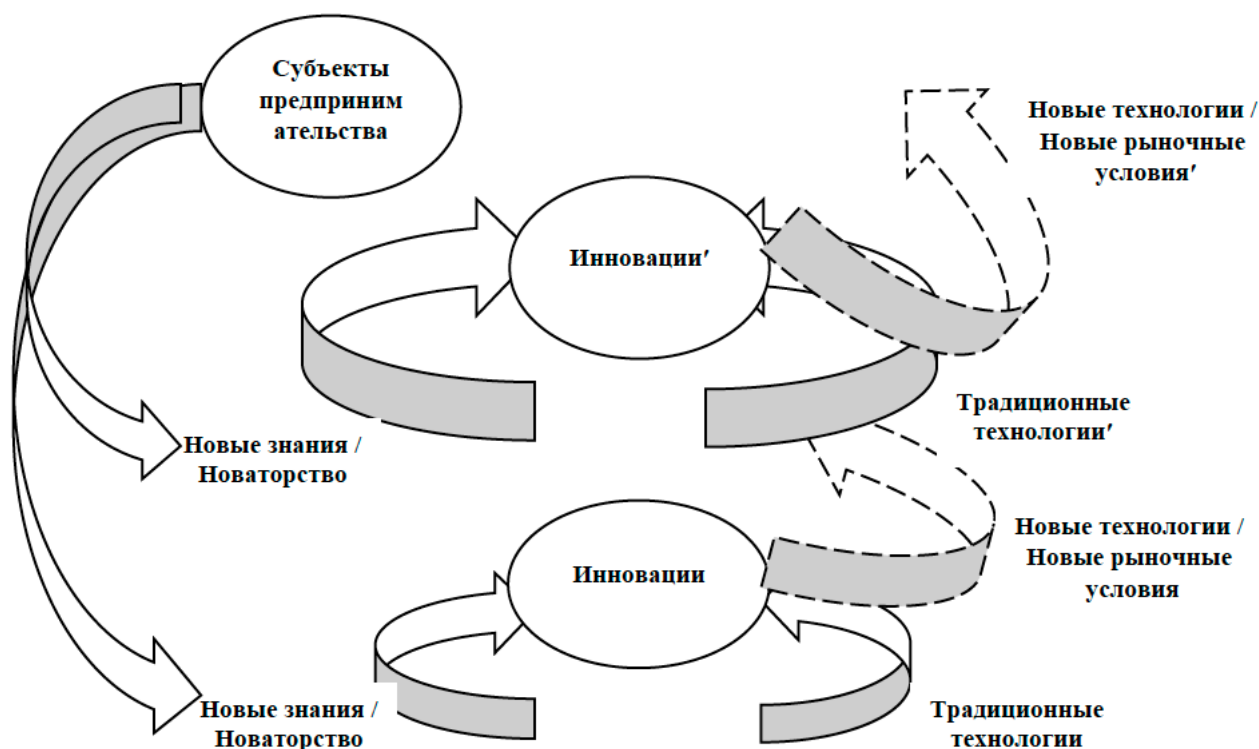 Субъекты
предприним
ательства
Новые технологии /
Новые рыночные
условия′
Инновации′
Традиционные
технологии′
Новые знания /
Новаторство
Новые технологии /
Новые рыночные
условия
Инновации
Новые знания /
Новаторство
Традиционные
технологии